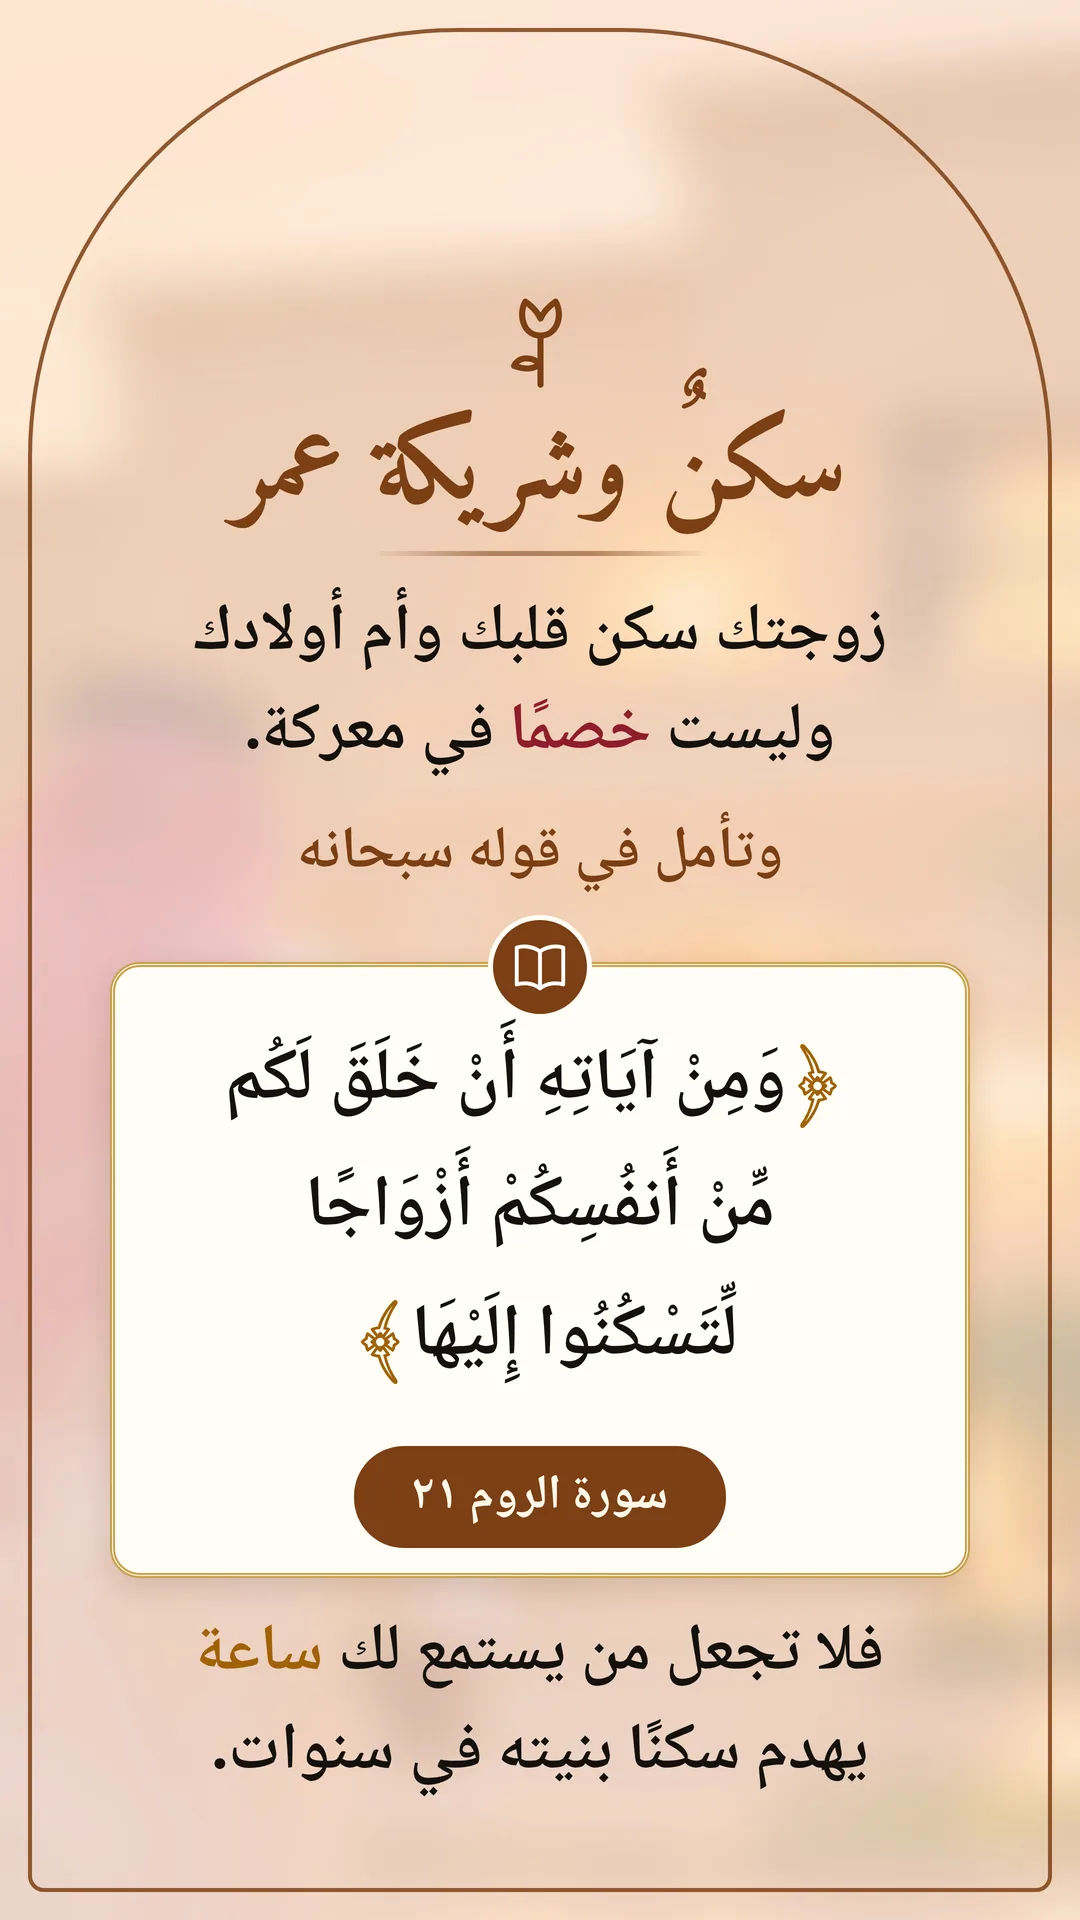 سكنٌ وشريكة عمر
زوجتك سكن قلبك وأم أولادك
وليست خصمًا في معركة.
وتأمل في قوله سبحانه
﴿وَمِنْ آيَاتِهِ أَنْ خَلَقَ لَكُم
مِّنْ أَنفُسِكُمْ أَزْوَاجًا
لِّتَسْكُنُوا إِلَيْهَا﴾
سورة الروم ٢١
فلا تجعل من يستمع لك ساعة
يهدم سكنًا بنيته في سنوات.